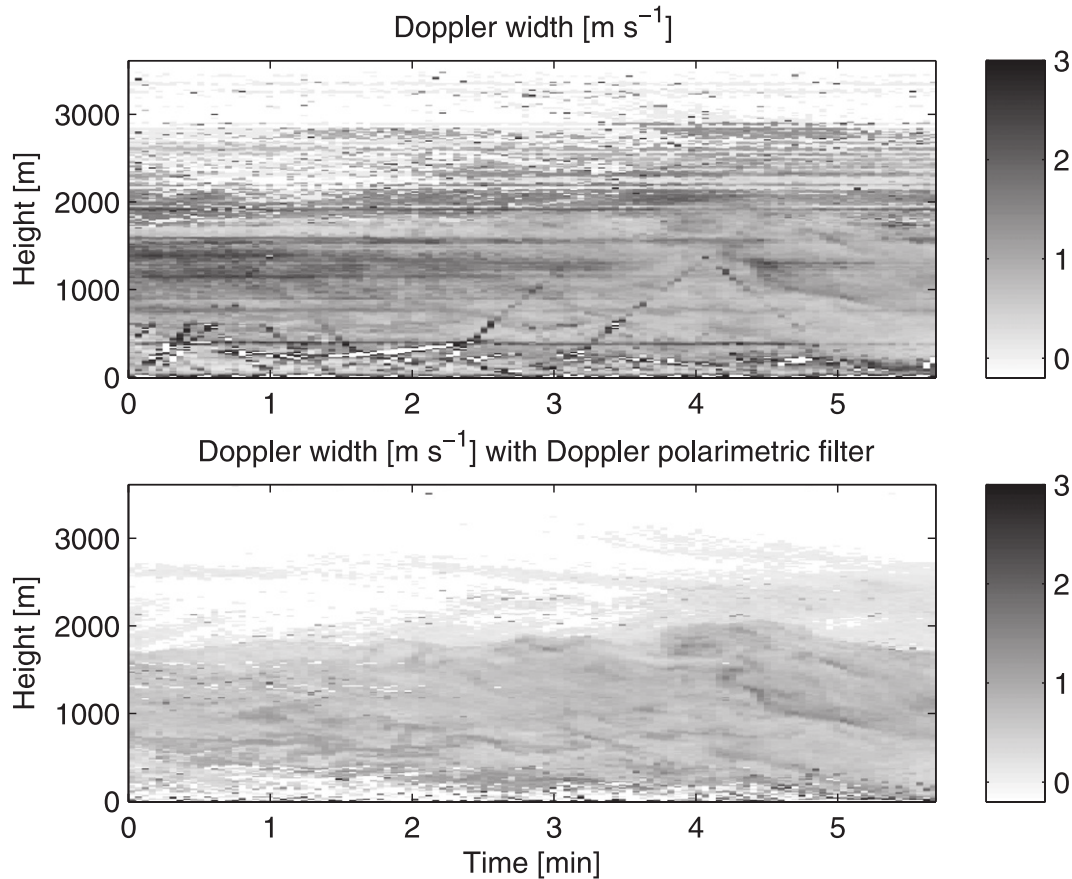 Doppler width [m s⁻¹]
Height [m]
3000
2000
1000
0
0 1 2 3 4 5
3
2
1
0
Doppler width [m s⁻¹] with Doppler polarimetric filter
Height [m]
3000
2000
1000
0
0 1 2 3 4 5
Time [min]
3
2
1
0